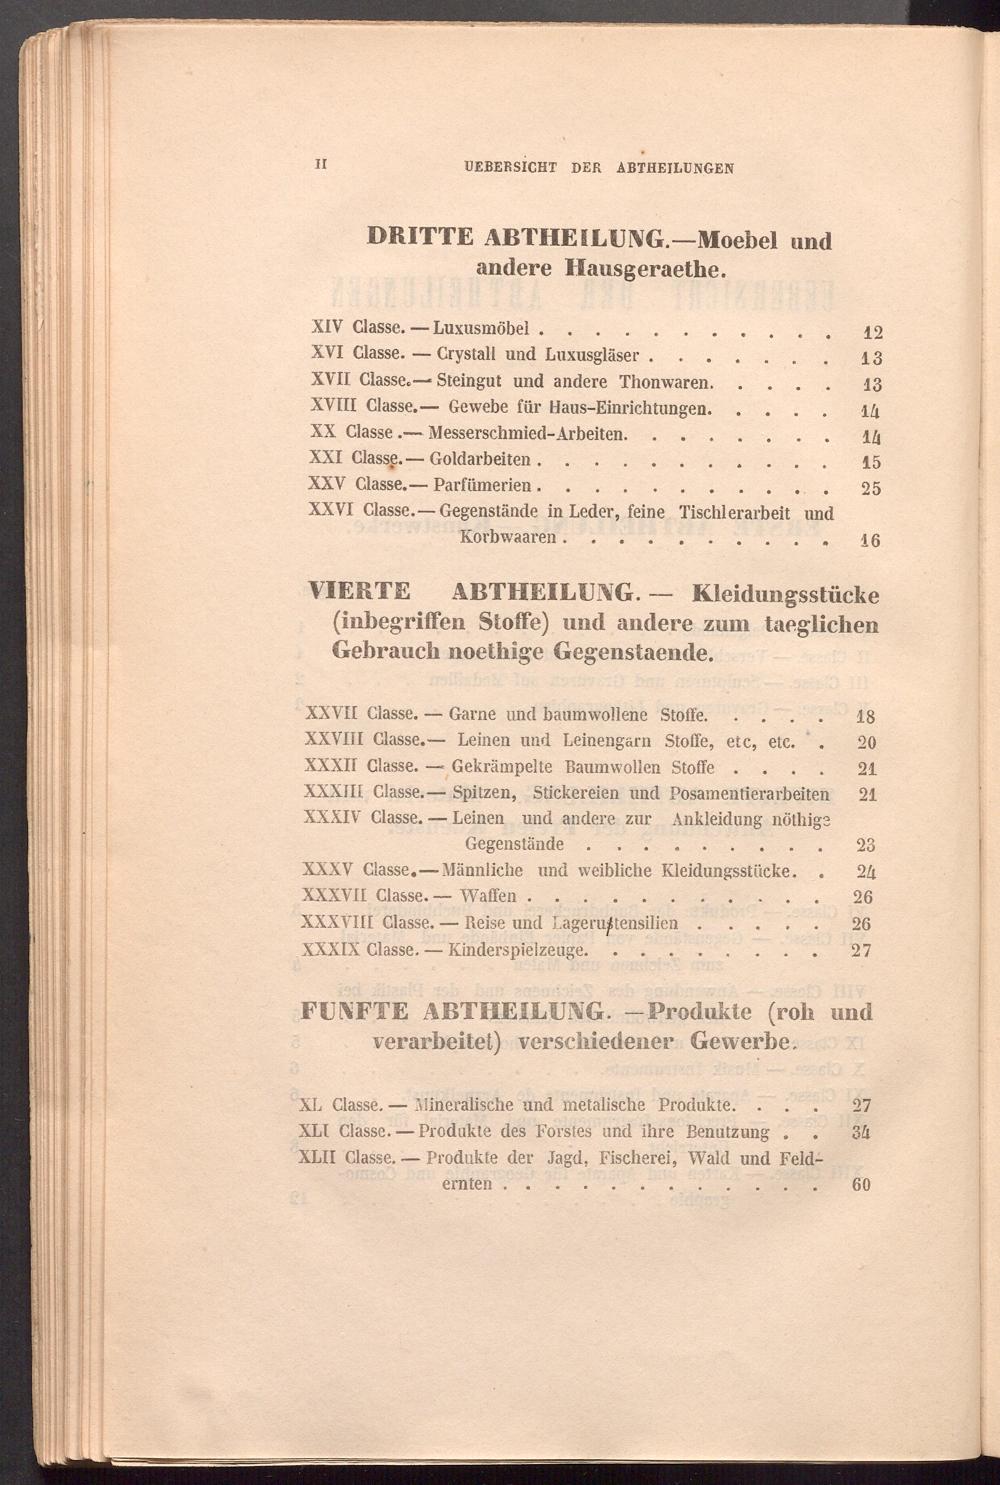 II UEBERSICHT DER ABTHEILUNGEN
DRITTE ABTHEILUNG.—Moebel und
andere Hausgeraethe.
XIV Classe. — Luxusmöbel . . . . . . . . . . . 12
XVI Classe. — Crystall und Luxusgläser . . . . . . . 13
XVII Classe.— Steingut und andere Thonwaren. . . . . 13
XVIII Classe.— Gewebe für Haus-Einrichtungen. . . . . 14
XX Classe .— Messerschmied-Arbeiten. . . . . . . . 14
XXI Classe.— Goldarbeiten . . . . . . . . . . . 15
XXV Classe.— Parfümerien . . . . . . . . . . . 25
XXVI Classe.— Gegenstände in Leder, feine Tischlerarbeit und
Korbwaaren . . . . . . . . . . 16
VIERTE ABTHEILUNG. — Kleidungsstücke
(inbegriffen Stoffe) und andere zum taeglichen
Gebrauch noethige Gegenstaende.
XXVII Classe. — Garne und baumwollene Stoffe. . . . . 18
XXVIII Classe.— Leinen und Leinengarn Stoffe, etc, etc. . 20
XXXII Classe. — Gekrämpelte Baumwollen Stoffe . . . . 21
XXXIII Classe.— Spitzen, Stickereien und Posamentierarbeiten 21
XXXIV Classe. — Leinen und andere zur Ankleidung nöthige
Gegenstände . . . . . . . . . 23
XXXV Classe.—Männliche und weibliche Kleidungsstücke. . 24
XXXVII Classe. — Waffen . . . . . . . . . . . 26
XXXVIII Classe. — Reise und Lagerutensilien . . . . . 26
XXXIX Classe. — Kinderspielzeuge. . . . . . . . . 27
FUNFTE ABTHEILUNG. —Produkte (roh und
verarbeitet) verschiedener Gewerbe.
XL Classe. — Mineralische und metalische Produkte. . . . 27
XLI Classe. — Produkte des Forstes und ihre Benutzung . . 34
XLII Classe. — Produkte der Jagd, Fischerei, Wald und Feld-
ernten . . . . . . . . . . . . 60